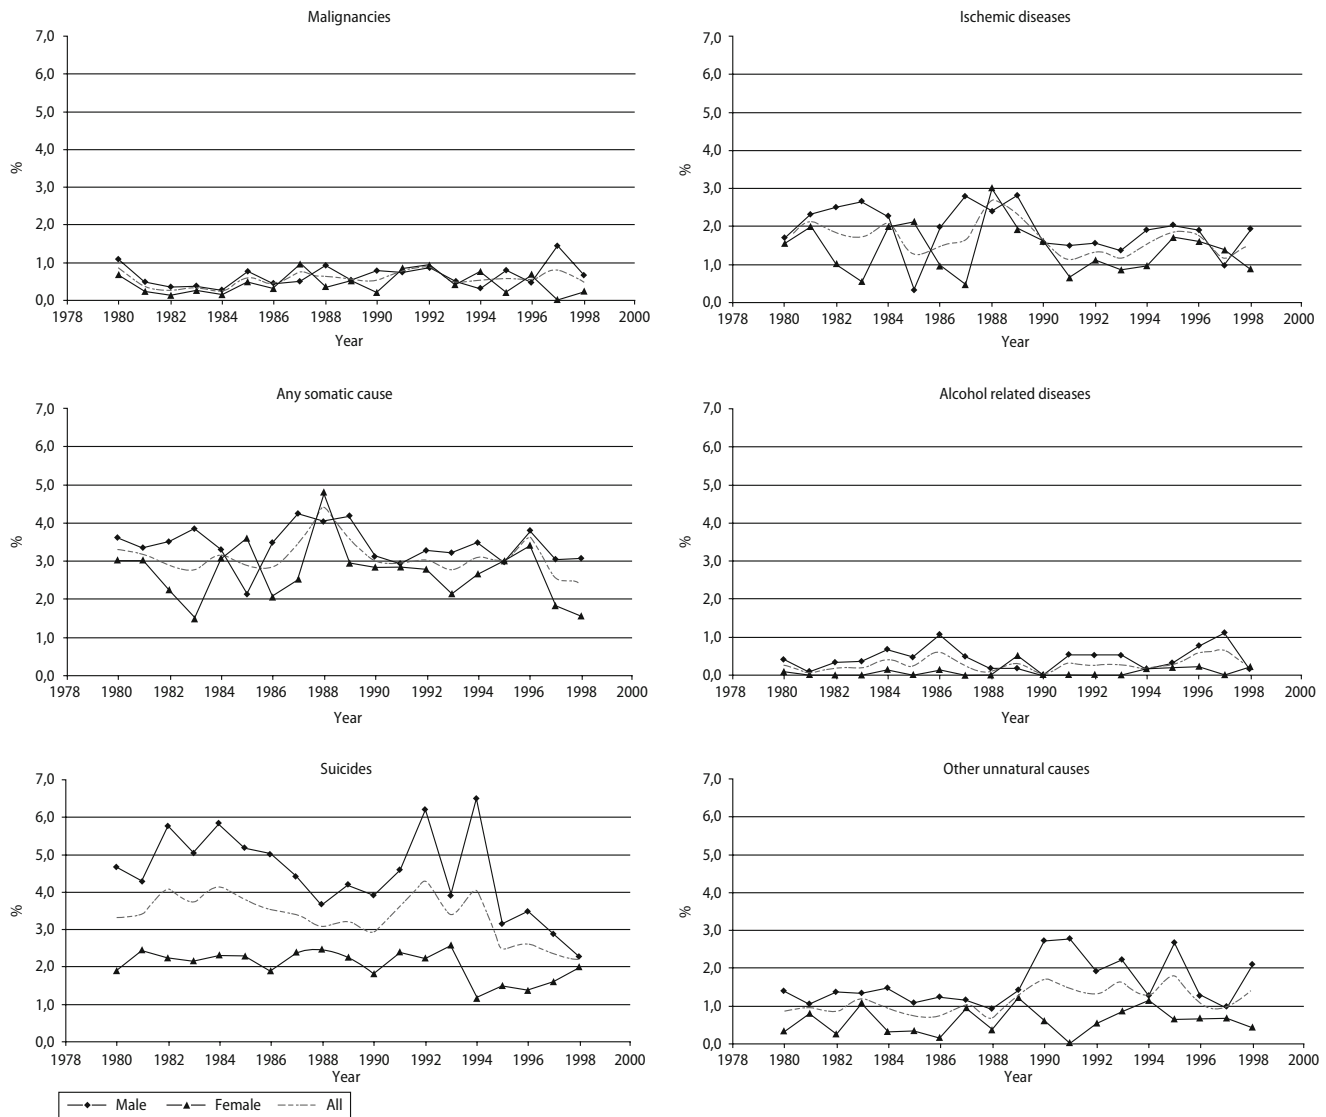 Malignancies
7,0
6,0
5,0
4,0
3,0
2,0
1,0
0,0
%
1978 1980 1982 1984 1986 1988 1990 1992 1994 1996 1998 2000
Year
Ischemic diseases
7,0
6,0
5,0
4,0
3,0
2,0
1,0
0,0
%
1978 1980 1982 1984 1986 1988 1990 1992 1994 1996 1998 2000
Year
Any somatic cause
7,0
6,0
5,0
4,0
3,0
2,0
1,0
0,0
%
1978 1980 1982 1984 1986 1988 1990 1992 1994 1996 1998 2000
Year
Alcohol related diseases
7,0
6,0
5,0
4,0
3,0
2,0
1,0
0,0
%
1978 1980 1982 1984 1986 1988 1990 1992 1994 1996 1998 2000
Year
Suicides
7,0
6,0
5,0
4,0
3,0
2,0
1,0
0,0
%
1978 1980 1982 1984 1986 1988 1990 1992 1994 1996 1998 2000
Year
Other unnatural causes
7,0
6,0
5,0
4,0
3,0
2,0
1,0
0,0
%
1978 1980 1982 1984 1986 1988 1990 1992 1994 1996 1998 2000
Year
Male Female All